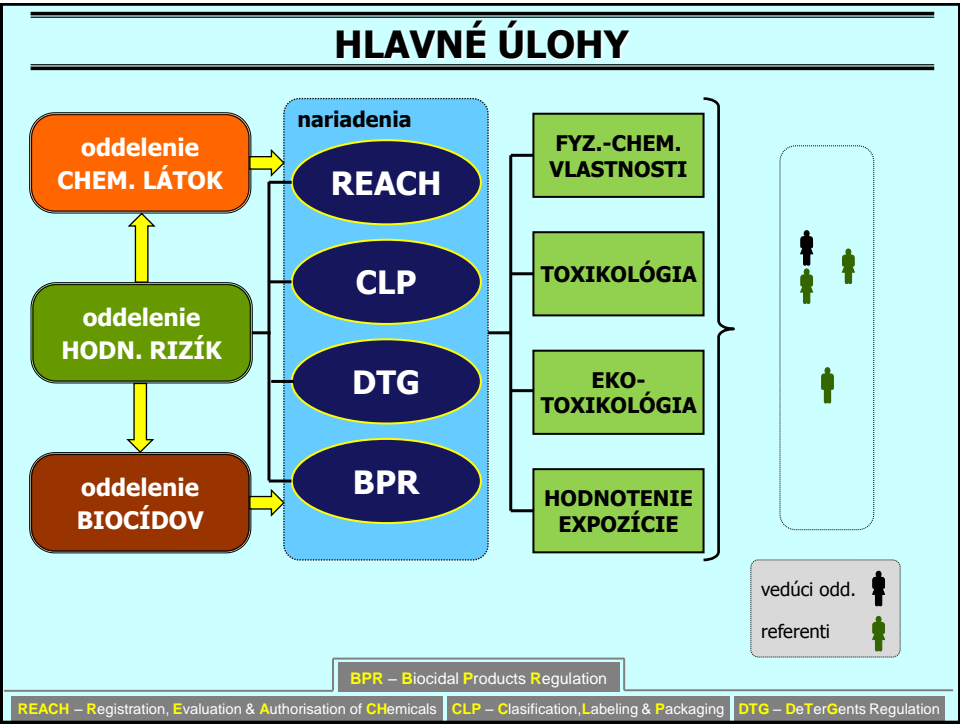 HLAVNÉ ÚLOHY
oddelenie
CHEM. LÁTOK
oddelenie
HODN. RIZÍK
oddelenie
BIOCÍDOV
nariadenia
REACH
CLP
DTG
BPR
FYZ.-CHEM.
VLASTNOSTI
TOXIKOLÓGIA
EKO-
TOXIKOLÓGIA
HODNOTENIE
EXPOZÍCIE
vedúci odd.
referenti
BPR – Biocidal Products Regulation
REACH – Registration, Evaluation & Authorisation of CHemicals
CLP – Clasification,Labeling & Packaging
DTG – DeTerGents Regulation